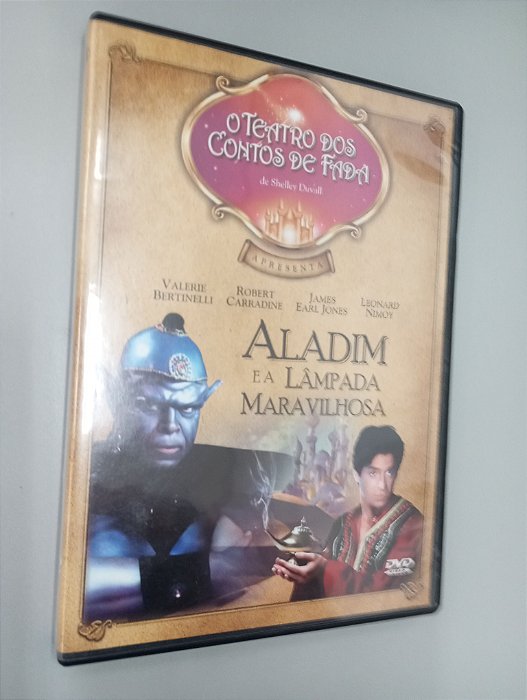 O TEATRO DOS
CONTOS DE FADA
de Shelley Duvall
APRESENTA
VALERIE BERTINELLI
ROBERT CARRADINE
JAMES EARL JONES
LEONARD NIMOY
ALADIM
E A LÂMPADA
MARAVILHOSA
DVD